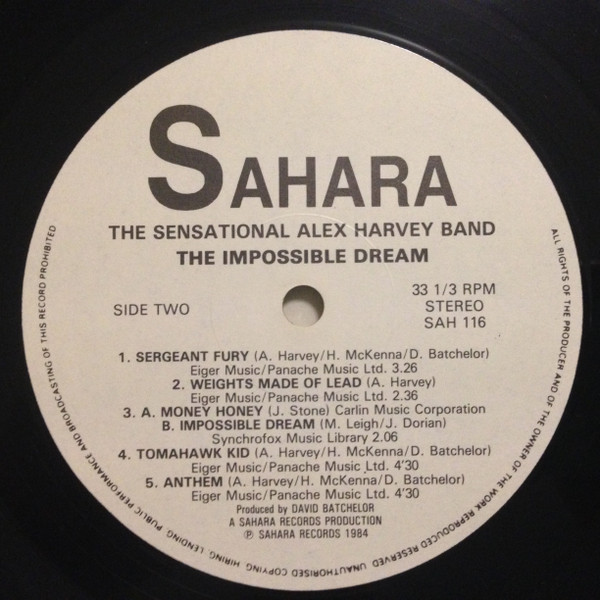 SAHARA
THE SENSATIONAL ALEX HARVEY BAND
THE IMPOSSIBLE DREAM
SIDE TWO
33 1/3 RPM
STEREO
SAH 116
1. SERGEANT FURY (A. Harvey/H. McKenna/D. Batchelor)
Eiger Music/Panache Music Ltd. 3.26
2. WEIGHTS MADE OF LEAD (A. Harvey)
Eiger Music/Panache Music Ltd. 2.36
3. A. MONEY HONEY (J. Stone) Carlin Music Corporation
B. IMPOSSIBLE DREAM (M. Leigh/J. Dorian)
Synchrofox Music Library 2.06
4. TOMAHAWK KID (A. Harvey/H. McKenna/D. Batchelor)
Eiger Music/Panache Music Ltd. 4'30
5. ANTHEM (A. Harvey/H. McKenna/D. Batchelor)
Eiger Music/Panache Music Ltd. 4'30
Produced by DAVID BATCHELOR
A SAHARA RECORDS PRODUCTION
℗ SAHARA RECORDS 1984
ALL RIGHTS OF THE PRODUCER AND OF THE OWNER OF THE WORK REPRODUCED RESERVED. UNAUTHORISED COPYING, HIRING, LENDING, PUBLIC PERFORMANCE AND BROADCASTING OF THIS RECORD PROHIBITED